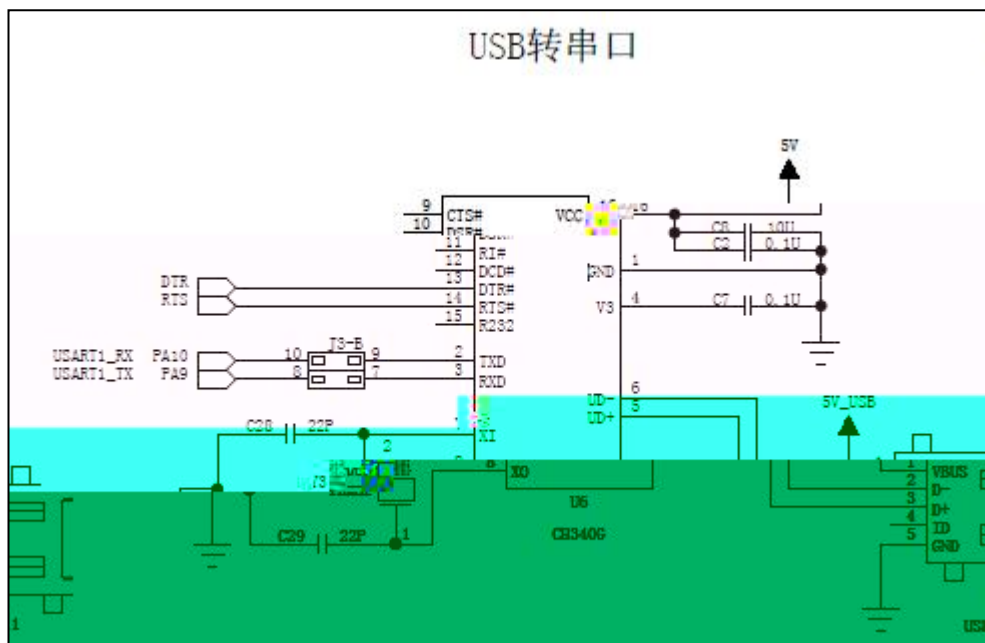 USB转串口
5V
9 CTS# VCC
10 DSR#
C8 10U
11 RI#
C2 0.1U
12 DCD# GND 1
DTR 13 DTR#
RTS 14 RTS# V3 4 C7 0.1U
15 R232
J3-B
USART1_RX PA10 10 9 2 TXD
USART1_TX PA9 8 7 3 RXD
UD- 6
UD+ 5 5V_USB
C28 22P XI
2
8 XO
1 VBUS
2 D-
3 D+
4 ID
5 GND
U6
C29 22P 1 CH340G
1